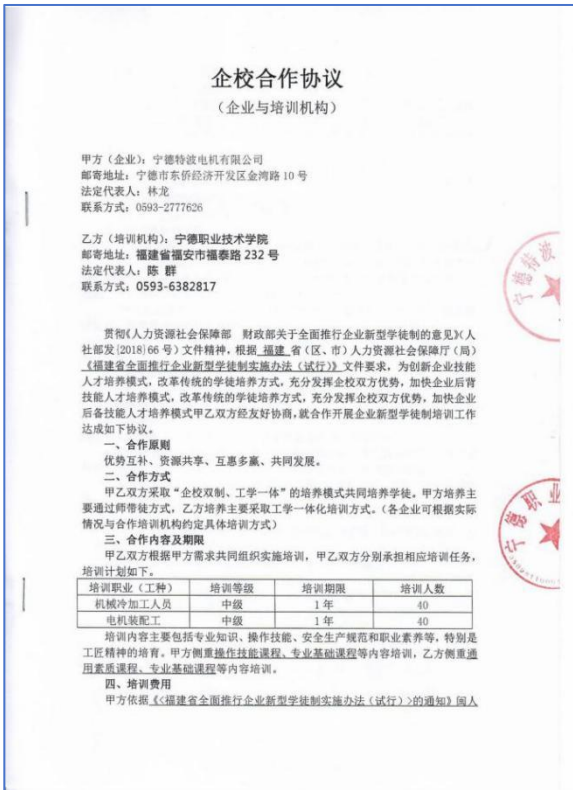 企校合作协议
（企业与培训机构）
甲方（企业）：宁德特波电机有限公司
邮寄地址：宁德市东侨经济开发区金湾路 10 号
法定代表人：林龙
联系方式：0593-2777626
乙方（培训机构）：宁德职业技术学院
邮寄地址：福建省福安市福泰路 232 号
法定代表人：陈 群
联系方式：0593-6382817
贯彻《人力资源社会保障部 财政部关于全面推行企业新型学徒制的意见》（人
社部发〔2018〕66 号）文件精神，根据 福建 省（区、市）人力资源社会保障厅（局）
《福建省全面推行企业新型学徒制实施办法（试行）》文件要求，为创新企业技能
人才培养模式，改革传统的学徒培养方式，充分发挥企校双方优势，加快企业后背
技能人才培养模式，改革传统的学徒培养方式，充分发挥企校双方优势，加快企业
后备技能人才培养模式甲乙双方经友好协商，就合作开展企业新型学徒制培训工作
达成如下协议。
一、合作原则
优势互补、资源共享、互惠多赢、共同发展。
二、合作方式
甲乙双方采取“企校双制、工学一体”的培养模式共同培养学徒。甲方培养主
要通过师带徒方式，乙方培养主要采取工学一体化培训方式。（各企业可根据实际
情况与合作培训机构约定具体培训方式）
三、合作内容及期限
甲乙双方根据甲方需求共同组织实施培训，甲乙双方分别承担相应培训任务，
培训计划如下。
培训职业（工种） 培训等级 培训期限 培训人数
机械冷加工人员 中级 1 年 40
电机装配工 中级 1 年 40
培训内容主要包括专业知识、操作技能、安全生产规范和职业素养等，特别是
工匠精神的培育。甲方侧重操作技能课程、专业基础课程等内容培训，乙方侧重通
用素质课程、专业基础课程等内容培训。
四、培训费用
甲方依据《〈福建省全面推行企业新型学徒制实施办法（试行）〉的通知》闽人
宁德特波
宁德职业